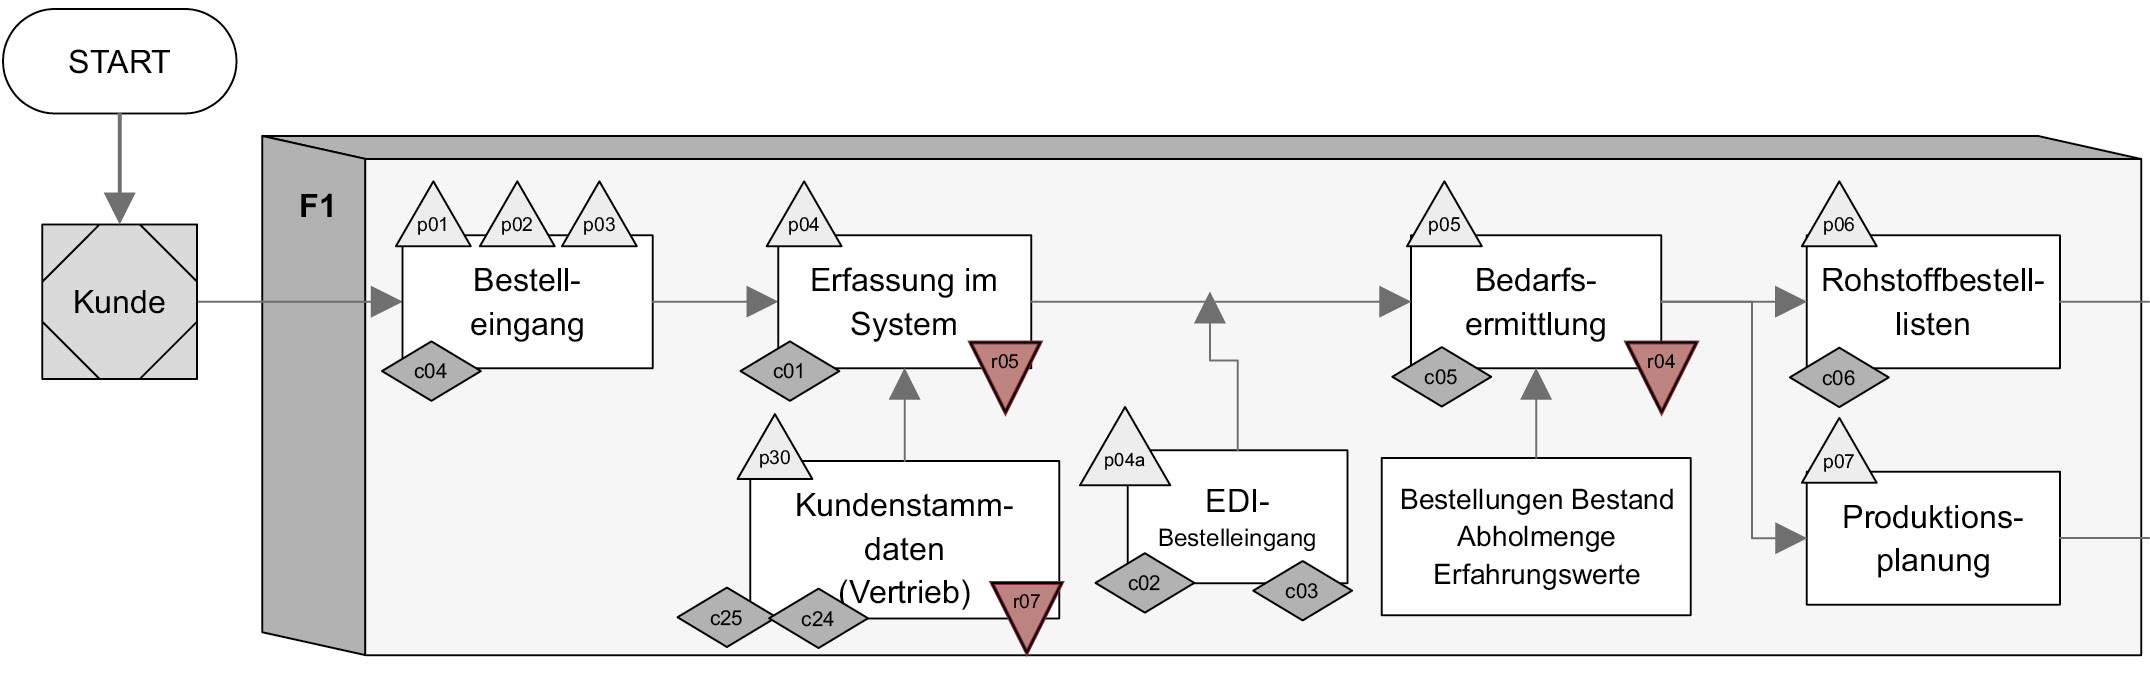 START
F1
Kunde
p01
p02
p03
Bestell-
eingang
c04
p04
Erfassung im
System
c01
r05
p05
Bedarfs-
ermittlung
c05
r04
p06
Rohstoffbestell-
listen
c06
p30
Kundenstamm-
daten
(Vertrieb)
c25
c24
r07
p04a
EDI-
Bestelleingang
c02
c03
Bestellungen Bestand
Abholmenge
Erfahrungswerte
p07
Produktions-
planung